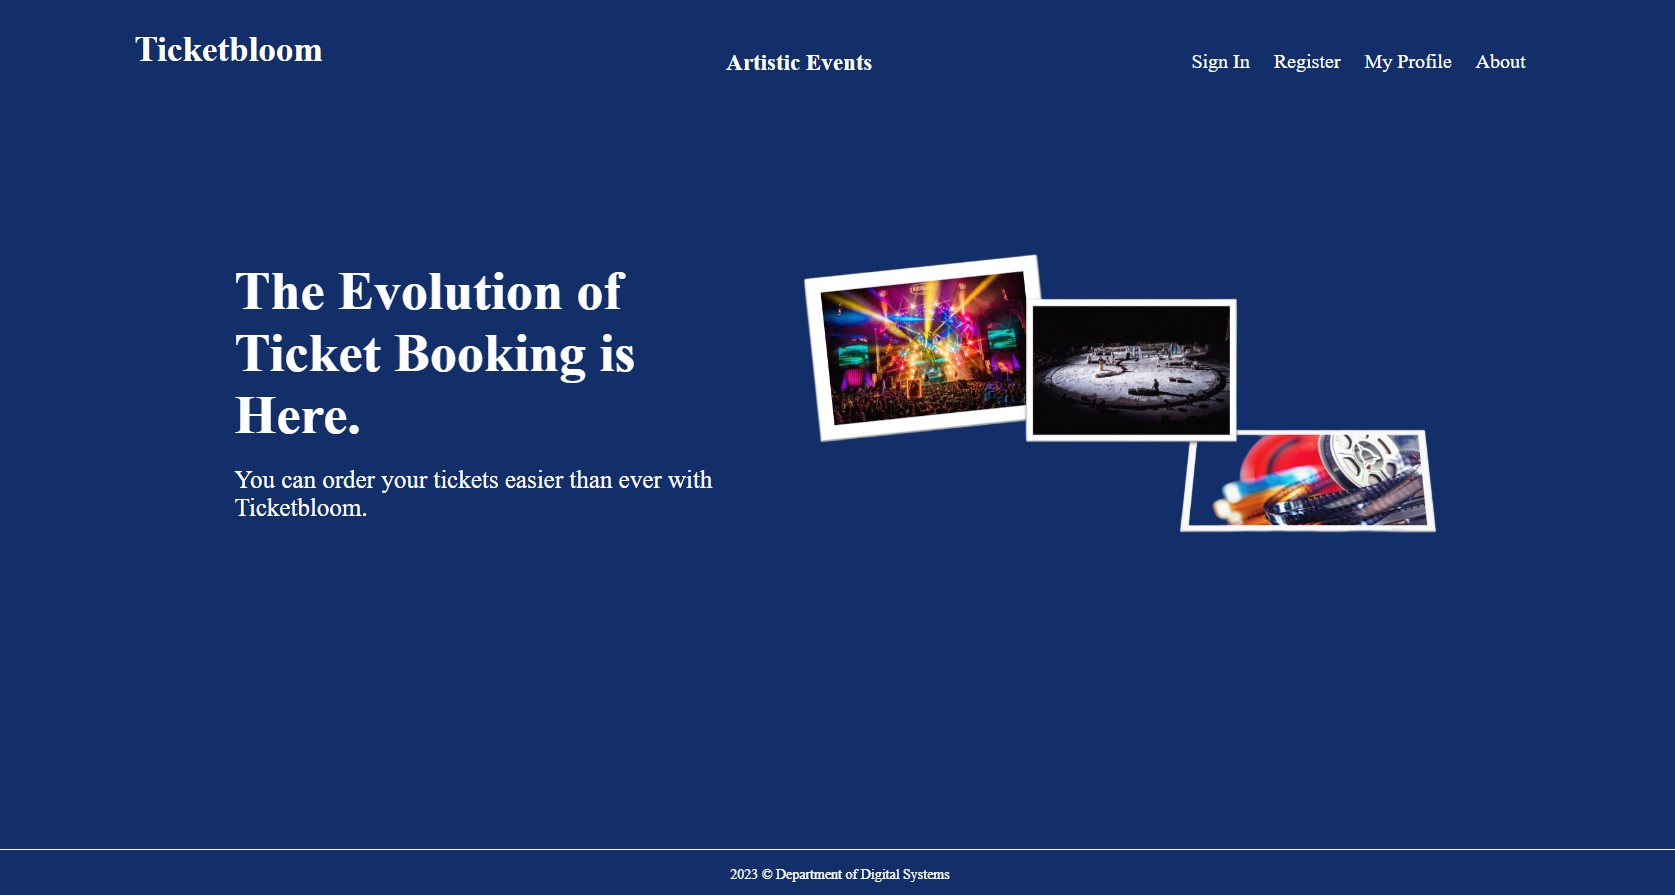 Ticketbloom
Artistic Events
Sign In
Register
My Profile
About
The Evolution of
Ticket Booking is
Here.
You can order your tickets easier than ever with
Ticketbloom.
2023 © Department of Digital Systems